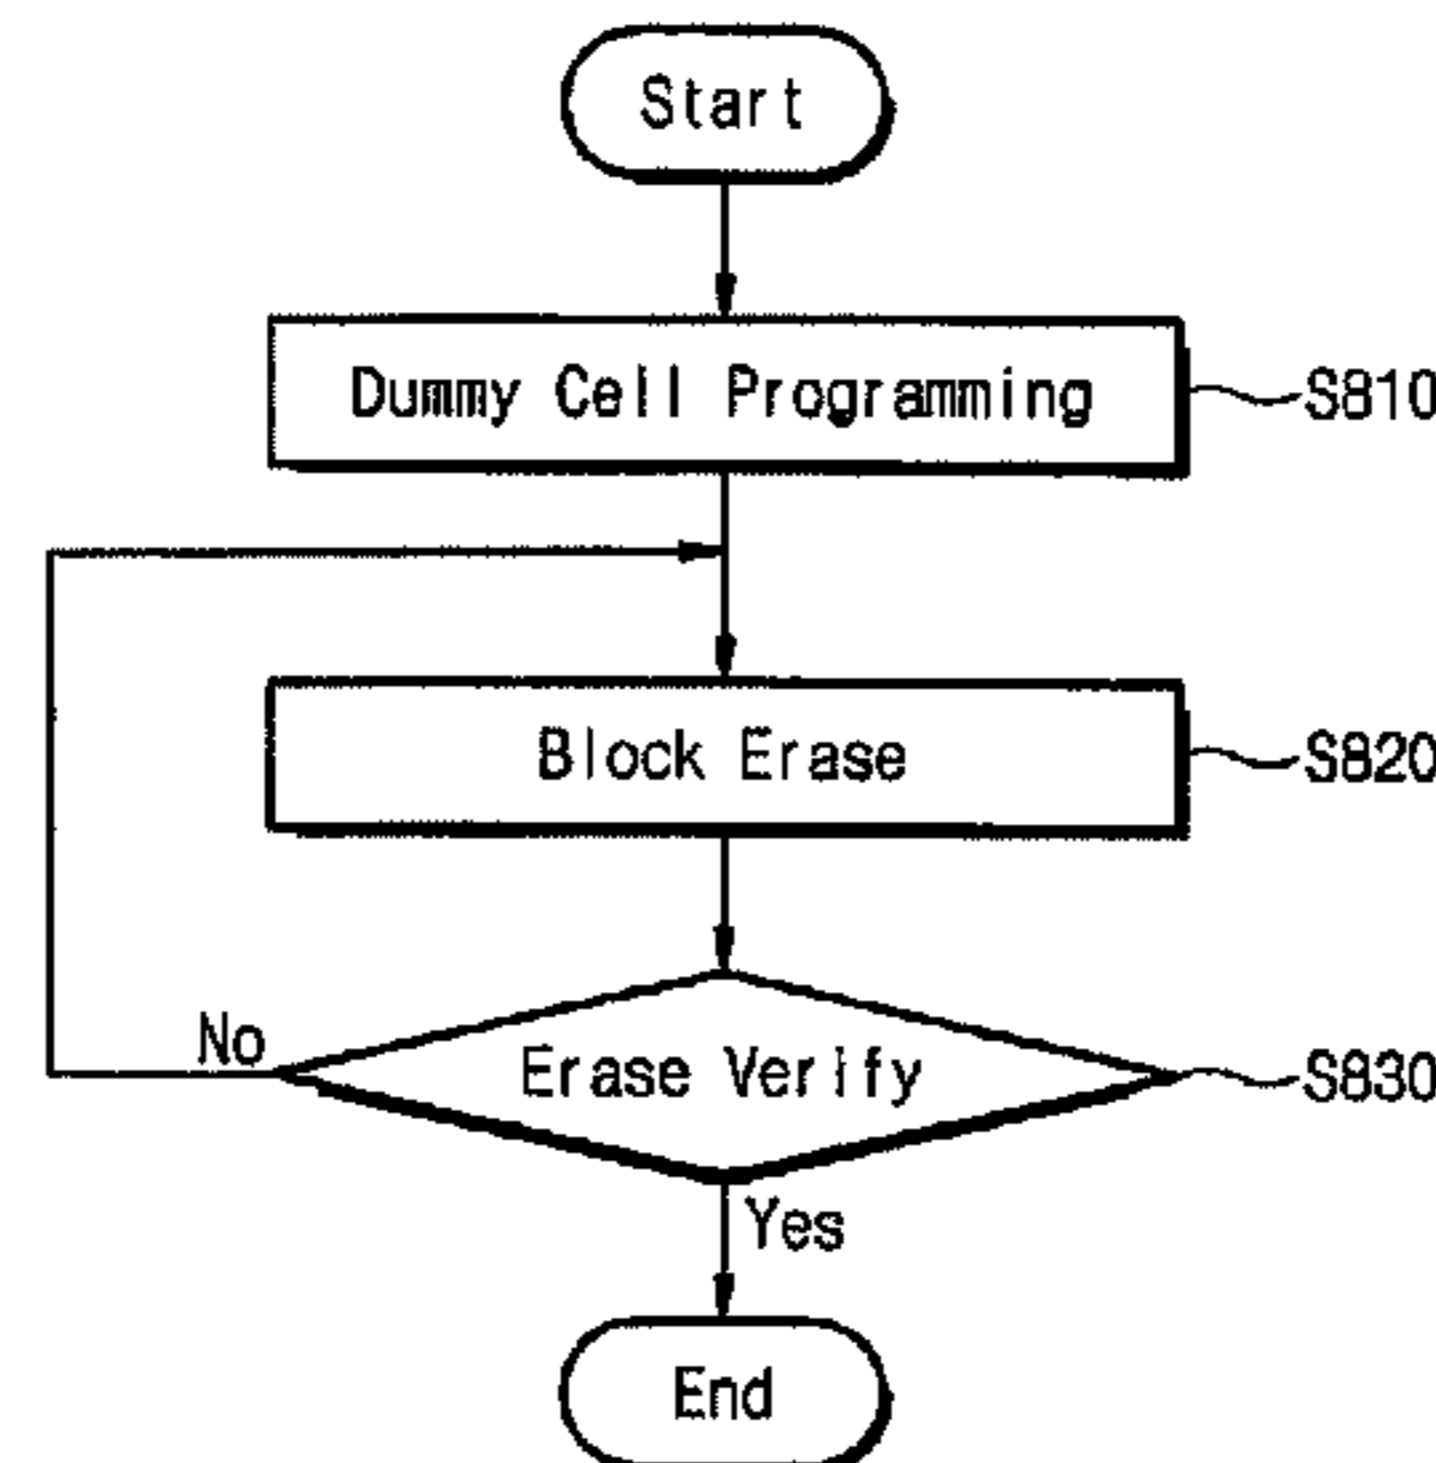 Start
Dummy Cell Programming
S810
Block Erase
S820
No
Erase Verify
S830
Yes
End